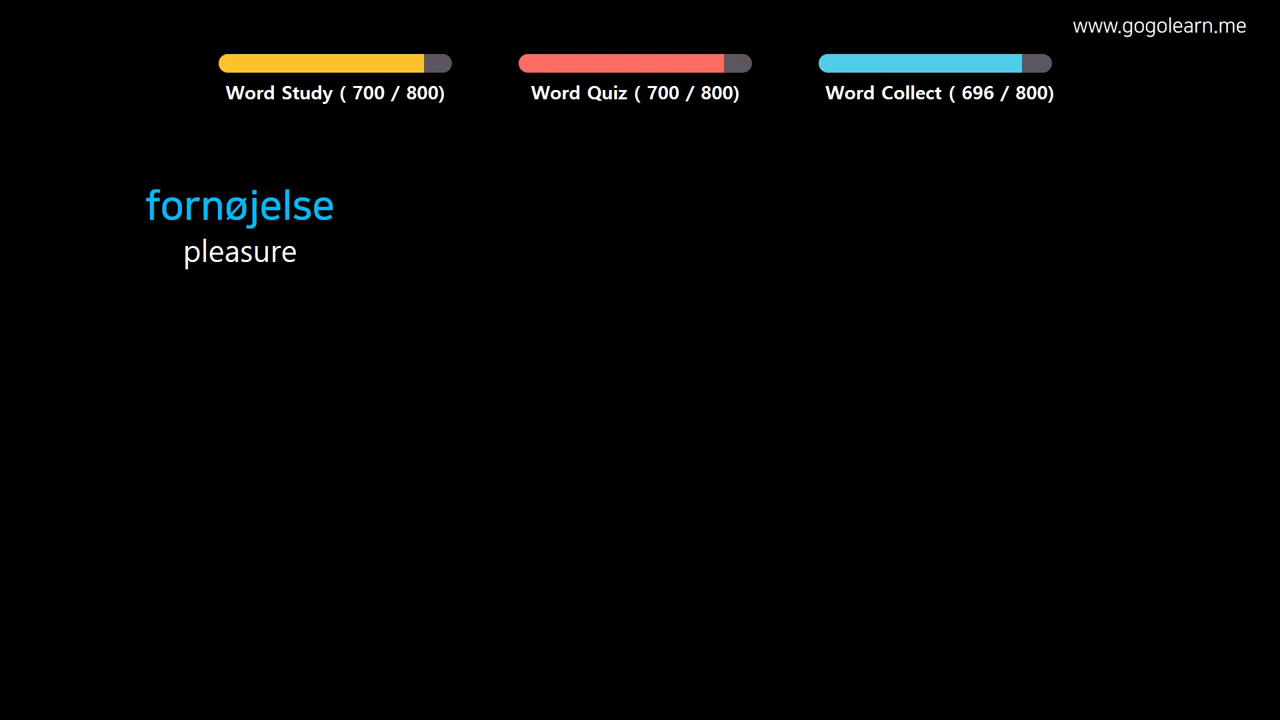 www.gogolearn.me
Word Study ( 700 / 800)
Word Quiz ( 700 / 800)
Word Collect ( 696 / 800)
fornøjelse
pleasure